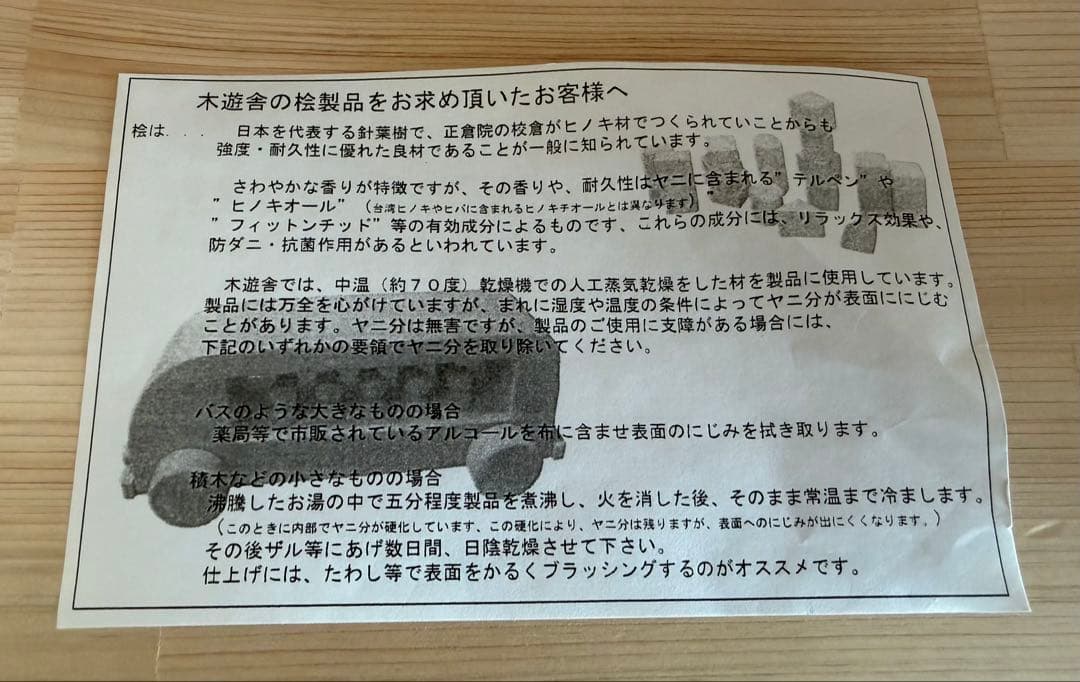 木遊舎の桧製品をお求め頂いたお客様へ
桧は... 日本を代表する針葉樹で、正倉院の校倉がヒノキ材でつくられていことからも
強度・耐久性に優れた良材であることが一般に知られています。
さわやかな香りが特徴ですが、その香りや、耐久性はヤニに含まれる"テルペン"や
"ヒノキオール"(台湾ヒノキやヒバに含まれるヒノキチオールとは異なります)"
"フィットンチッド"等の有効成分によるものです、これらの成分には、リラックス効果や、
防ダニ・抗菌作用があるといわれています。
木遊舎では、中温(約70度)乾燥機での人工蒸気乾燥をした材を製品に使用しています。
製品には万全を心がけていますが、まれに湿度や温度の条件によってヤニ分が表面ににじむ
ことがあります。ヤニ分は無害ですが、製品のご使用に支障がある場合には、
下記のいずれかの要領でヤニ分を取り除いてください。
バスのような大きなものの場合
薬局等で市販されているアルコールを布に含ませ表面のにじみを拭き取ります。
積木などの小さなものの場合
沸騰したお湯の中で五分程度製品を煮沸し、火を消した後、そのまま常温まで冷まします。
(このときに内部でヤニ分が硬化しています、この硬化により、ヤニ分は残りますが、表面へのにじみが出にくくなります。)
その後ザル等にあげ数日間、日陰乾燥させて下さい。
仕上げには、たわし等で表面をかるくブラッシングするのがオススメです。